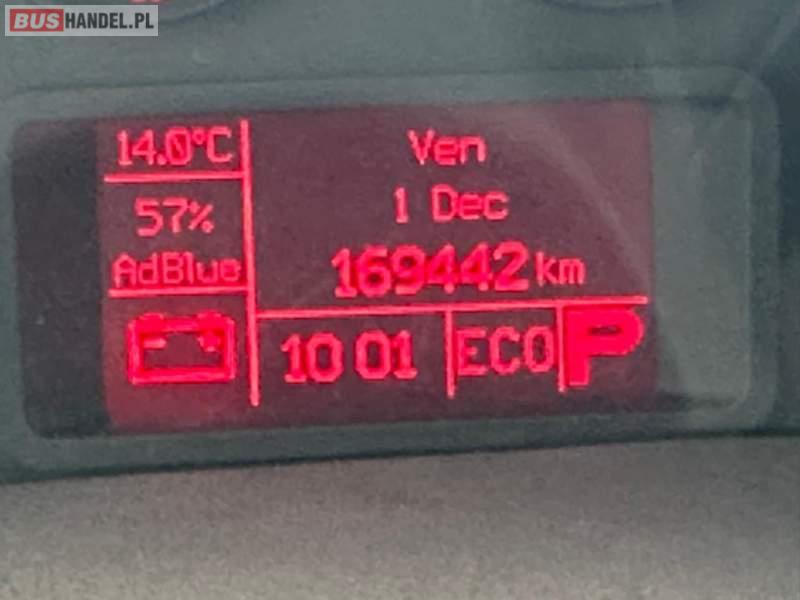 BUSHANDEL.PL
14.0°C
Ven
1 Dec
57%
AdBlue
169442 km
10 01
ECO
P